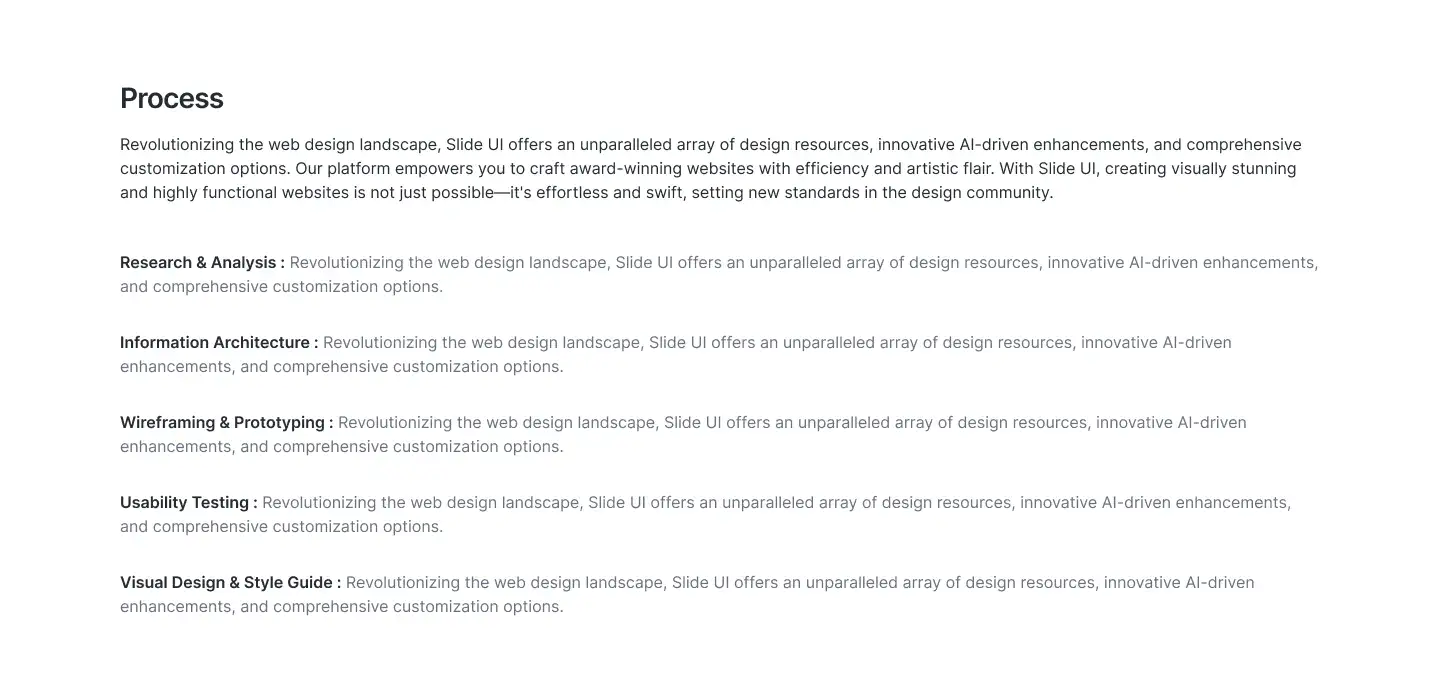 Process
Revolutionizing the web design landscape, Slide UI offers an unparalleled array of design resources, innovative AI-driven enhancements, and comprehensive
customization options. Our platform empowers you to craft award-winning websites with efficiency and artistic flair. With Slide UI, creating visually stunning
and highly functional websites is not just possible—it's effortless and swift, setting new standards in the design community.
Research & Analysis : Revolutionizing the web design landscape, Slide UI offers an unparalleled array of design resources, innovative AI-driven enhancements,
and comprehensive customization options.
Information Architecture : Revolutionizing the web design landscape, Slide UI offers an unparalleled array of design resources, innovative AI-driven
enhancements, and comprehensive customization options.
Wireframing & Prototyping : Revolutionizing the web design landscape, Slide UI offers an unparalleled array of design resources, innovative AI-driven
enhancements, and comprehensive customization options.
Usability Testing : Revolutionizing the web design landscape, Slide UI offers an unparalleled array of design resources, innovative AI-driven enhancements,
and comprehensive customization options.
Visual Design & Style Guide : Revolutionizing the web design landscape, Slide UI offers an unparalleled array of design resources, innovative AI-driven
enhancements, and comprehensive customization options.